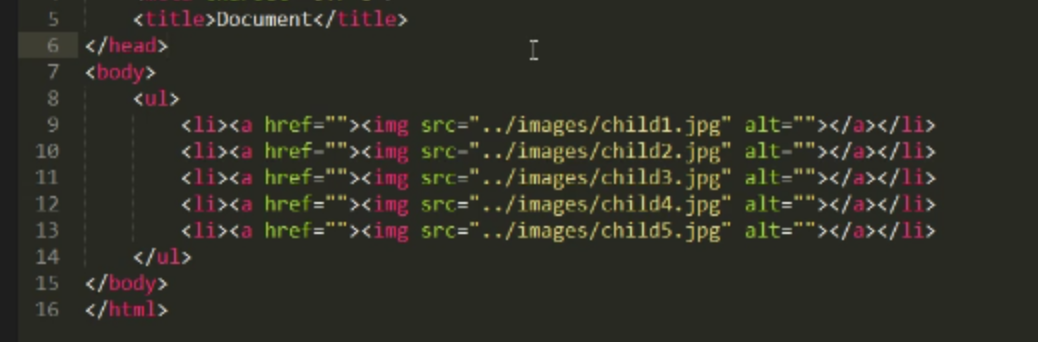 5 <title>Document</title>
6 </head>
7 <body>
8 <ul>
9 <li><a href=""><img src="../images/child1.jpg" alt=""></a></li>
10 <li><a href=""><img src="../images/child2.jpg" alt=""></a></li>
11 <li><a href=""><img src="../images/child3.jpg" alt=""></a></li>
12 <li><a href=""><img src="../images/child4.jpg" alt=""></a></li>
13 <li><a href=""><img src="../images/child5.jpg" alt=""></a></li>
14 </ul>
15 </body>
16 </html>